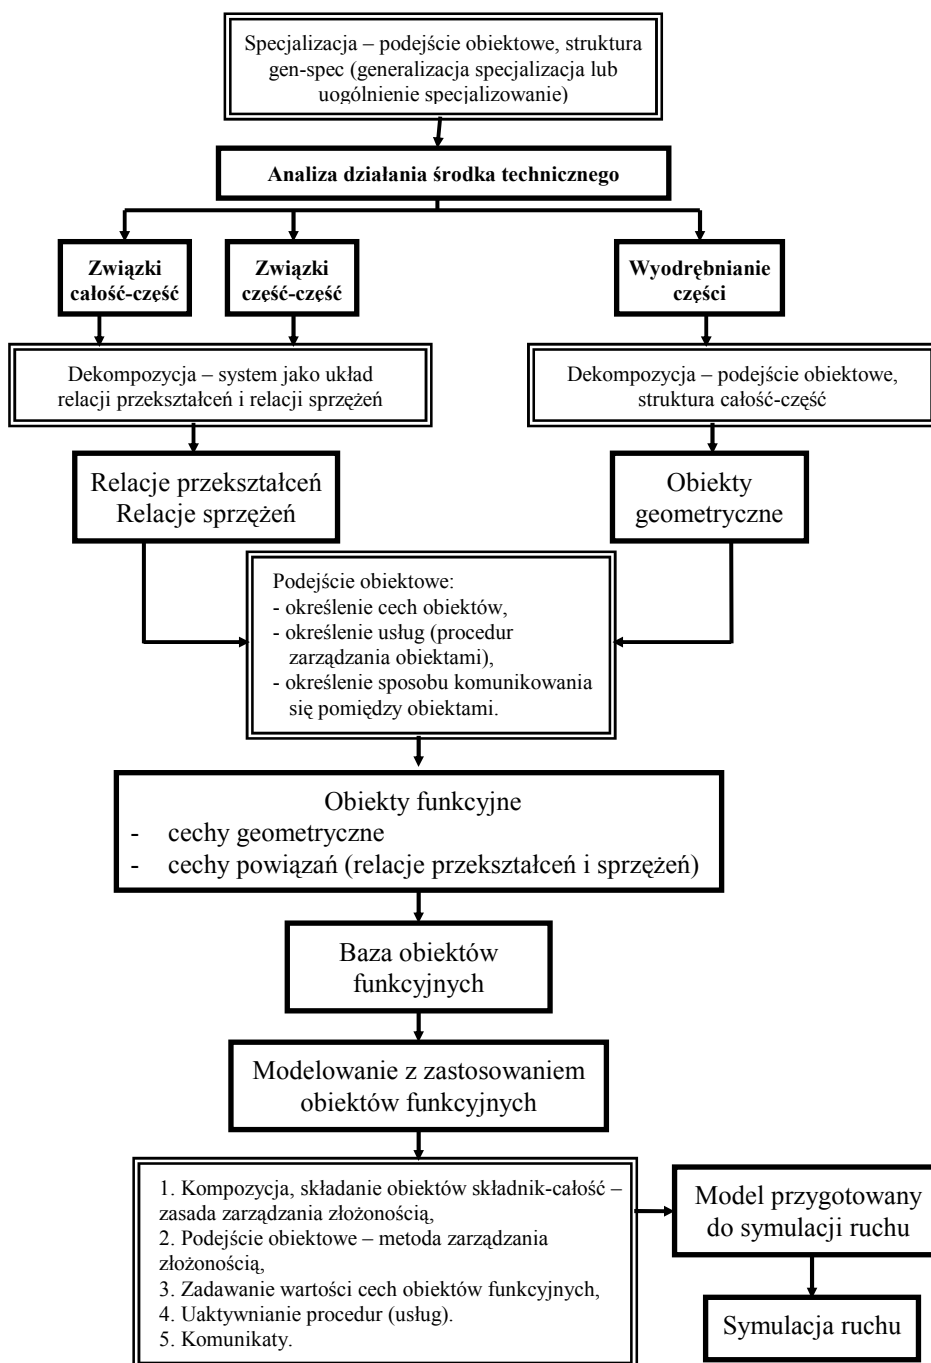 Specjalizacja – podejście obiektowe, struktura
gen-spec (generalizacja specjalizacja lub
uogólnienie specjalizowanie)
Analiza działania środka technicznego
Związki
całość-część
Związki
część-część
Wyodrębnianie
części
Dekompozycja – system jako układ
relacji przekształceń i relacji sprzężeń
Dekompozycja – podejście obiektowe,
struktura całość-część
Relacje przekształceń
Relacje sprzężeń
Obiekty
geometryczne
Podejście obiektowe:
- określenie cech obiektów,
- określenie usług (procedur
zarządzania obiektami),
- określenie sposobu komunikowania
się pomiędzy obiektami.
Obiekty funkcyjne
- cechy geometryczne
- cechy powiązań (relacje przekształceń i sprzężeń)
Baza obiektów
funkcyjnych
Modelowanie z zastosowaniem
obiektów funkcyjnych
1. Kompozycja, składanie obiektów składnik-całość –
zasada zarządzania złożonością,
2. Podejście obiektowe – metoda zarządzania
złożonością,
3. Zadawanie wartości cech obiektów funkcyjnych,
4. Uaktywnianie procedur (usług).
5. Komunikaty.
Model przygotowany
do symulacji ruchu
Symulacja ruchu